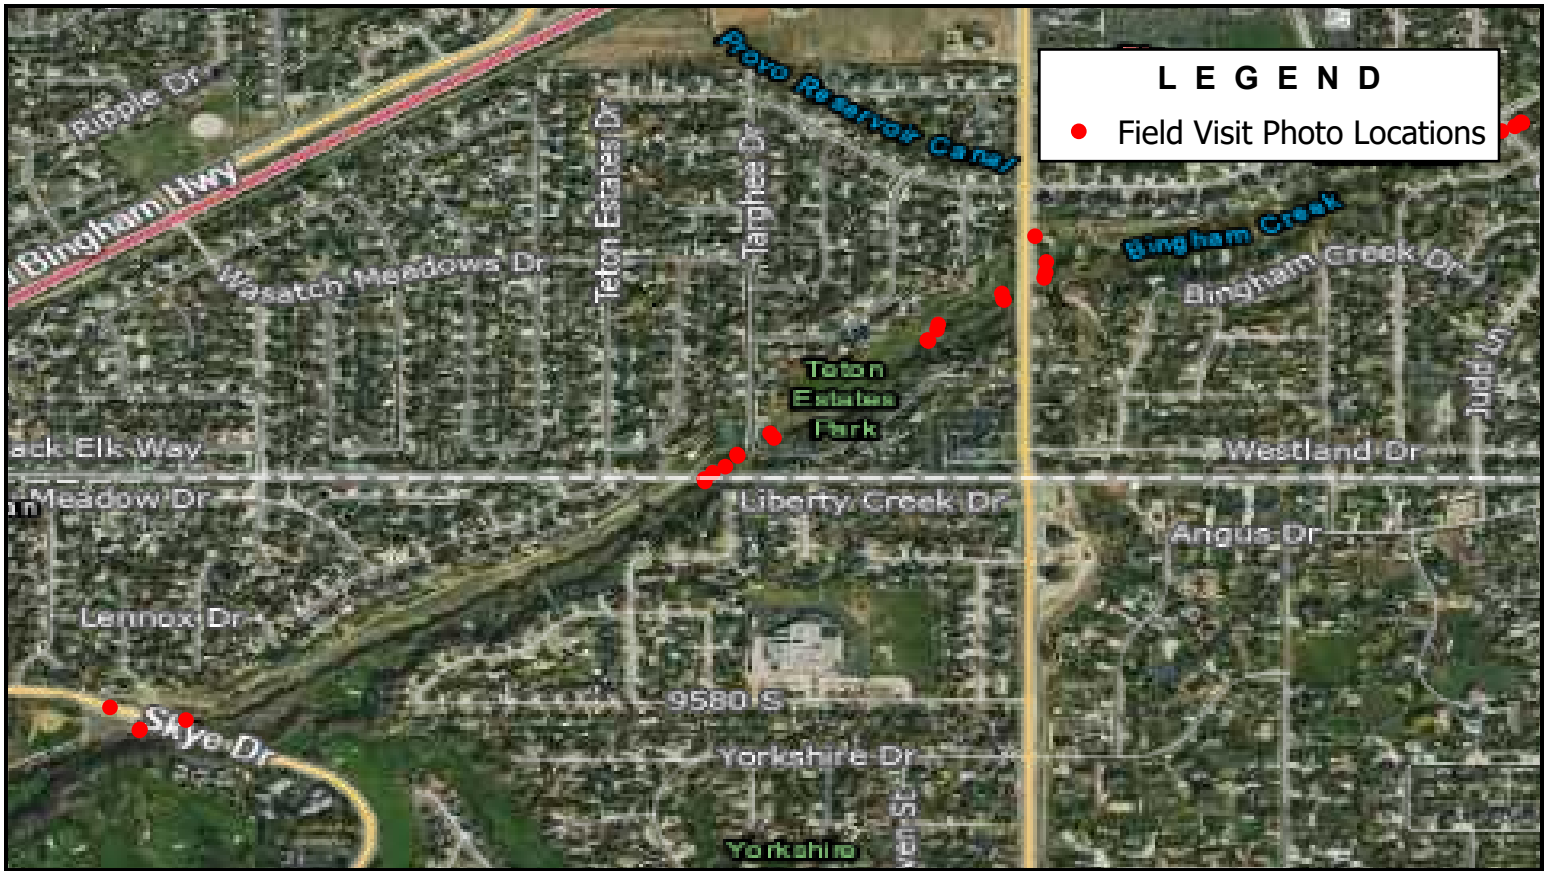 Provo Reservoir Canal
LEGEND
Field Visit Photo Locations
Ripple Dr
Bingham Hwy
Teton Estates Dr
Targhee Dr
Bingham Creek
Wasatch Meadows Dr
Bingham Creek Dr
Judd Ln
Teton
Estates
Park
ack Elk Way
Westland Dr
Meadow Dr
Liberty Creek Dr
Angus Dr
Lennox Dr
9580 S
Skye Dr
Yorkshire Dr
Yorkshire